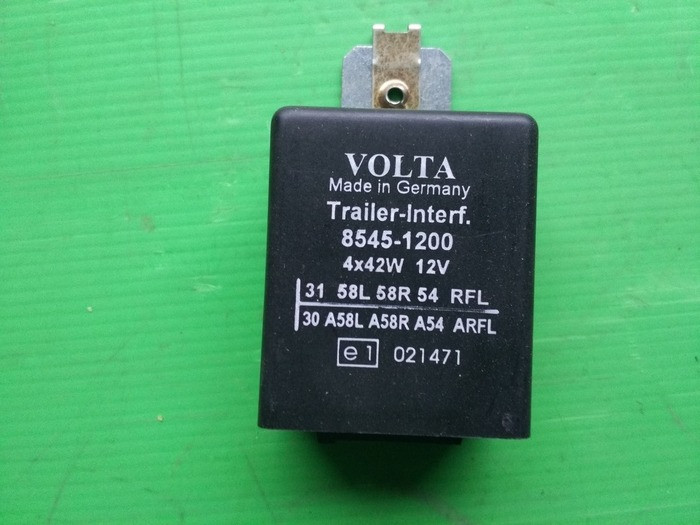 VOLTA
Made in Germany
Trailer-Interf.
8545-1200
4x42W 12V
31 58L 58R 54 RFL
30 A58L A58R A54 ARFL
e1 021471